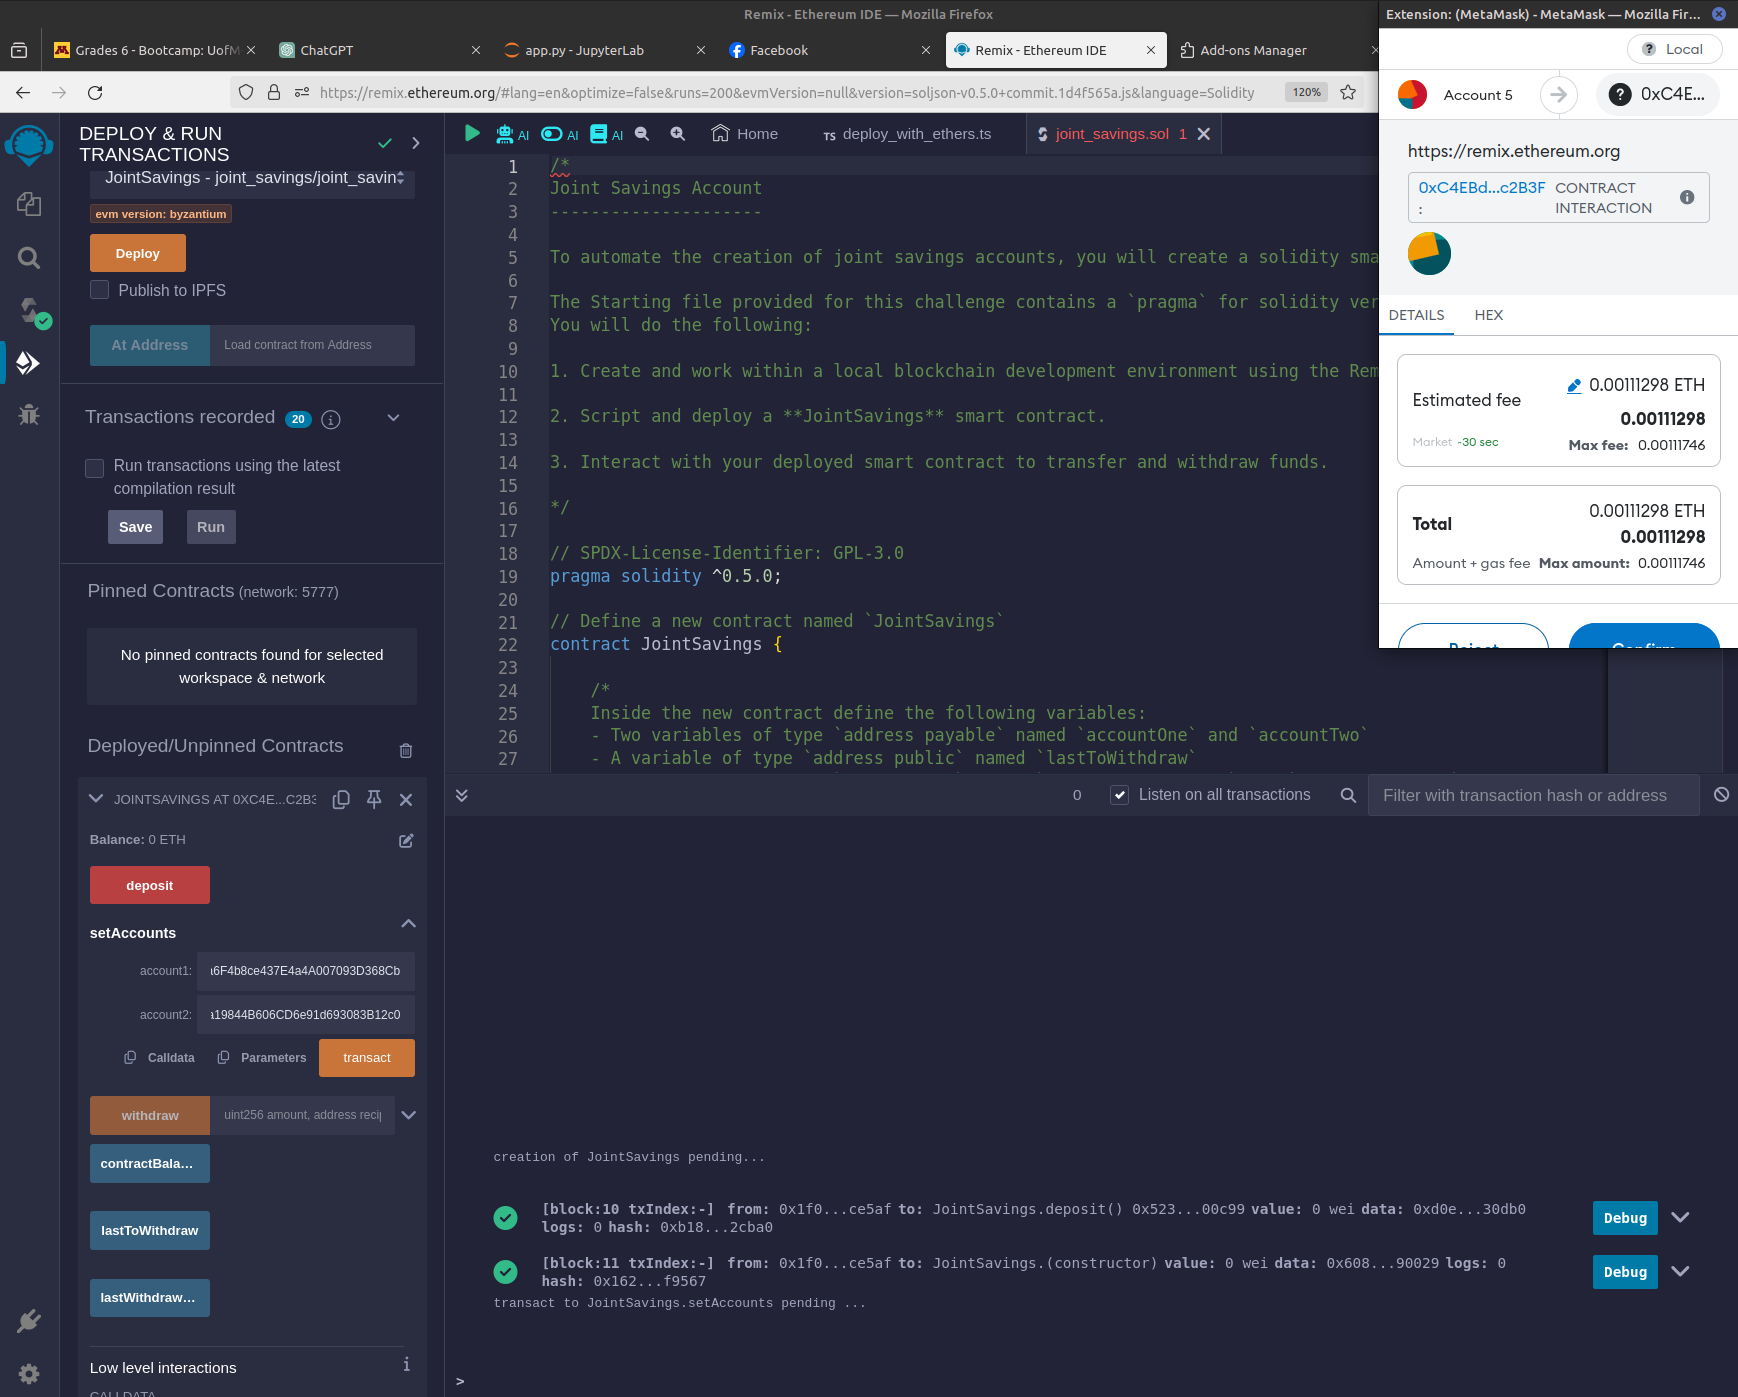 Remix - Ethereum IDE — Mozilla Firefox
Extension: (MetaMask) - MetaMask — Mozilla Fir...
Grades 6 - Bootcamp: UofM
ChatGPT
app.py - JupyterLab
Facebook
Remix - Ethereum IDE
Add-ons Manager
https://remix.ethereum.org/#lang=en&optimize=false&runs=200&evmVersion=null&version=soljson-v0.5.0+commit.1d4f565a.js&language=Solidity
120%
DEPLOY & RUN
TRANSACTIONS
JointSavings - joint_savings/joint_savin
evm version: byzantium
Deploy
Publish to IPFS
At Address
Load contract from Address
Transactions recorded 20 i
Run transactions using the latest
compilation result
Save
Run
Pinned Contracts (network: 5777)
No pinned contracts found for selected
workspace & network
Deployed/Unpinned Contracts
JOINTSAVINGS AT 0XC4E...C2B3
Balance: 0 ETH
deposit
setAccounts
account1:
a6F4b8ce437E4a4A007093D368Cb
account2:
a19844B606CD6e91d693083B12c0
Calldata
Parameters
transact
withdraw
uint256 amount, address recip
contractBala...
lastToWithdraw
lastWithdraw...
Low level interactions
i
CALLDATA
AI
AI
AI
Home
TS deploy_with_ethers.ts
joint_savings.sol 1
1 /*
2 Joint Savings Account
3 ---------------------
4
5 To automate the creation of joint savings accounts, you will create a solidity sma
6
7 The Starting file provided for this challenge contains a `pragma` for solidity ver
8 You will do the following:
9
10 1. Create and work within a local blockchain development environment using the Rem
11
12 2. Script and deploy a **JointSavings** smart contract.
13
14 3. Interact with your deployed smart contract to transfer and withdraw funds.
15
16 */
17
18 // SPDX-License-Identifier: GPL-3.0
19 pragma solidity ^0.5.0;
20
21 // Define a new contract named `JointSavings`
22 contract JointSavings {
23
24 /*
25 Inside the new contract define the following variables:
26 - Two variables of type `address payable` named `accountOne` and `accountTwo`
27 - A variable of type `address public` named `lastToWithdraw`
0
Listen on all transactions
Filter with transaction hash or address
creation of JointSavings pending...
[block:10 txIndex:-] from: 0x1f0...ce5af to: JointSavings.deposit() 0x523...00c99 value: 0 wei data: 0xd0e...30db0
logs: 0 hash: 0xb18...2cba0
Debug
[block:11 txIndex:-] from: 0x1f0...ce5af to: JointSavings.(constructor) value: 0 wei data: 0x608...90029 logs: 0
hash: 0x162...f9567
Debug
transact to JointSavings.setAccounts pending ...
>
? Local
Account 5
? 0xC4E...
https://remix.ethereum.org
0xC4EBd...c2B3F CONTRACT
: INTERACTION
DETAILS
HEX
Estimated fee
0.00111298 ETH
0.00111298
Market -30 sec
Max fee: 0.00111746
Total
0.00111298 ETH
0.00111298
Amount + gas fee Max amount: 0.00111746
Reject
Confirm